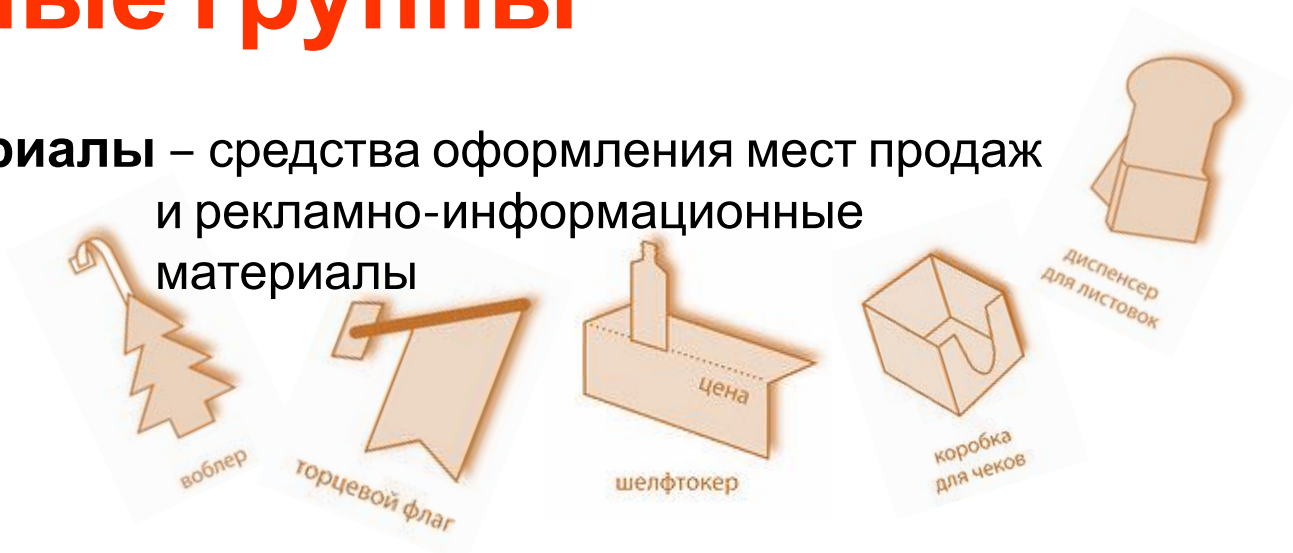 ные группы
риалы – средства оформления мест продаж
и рекламно-информационные
материалы
диспенсер
для листовок
цена
воблер
торцевой флаг
шелфтокер
коробка
для чеков